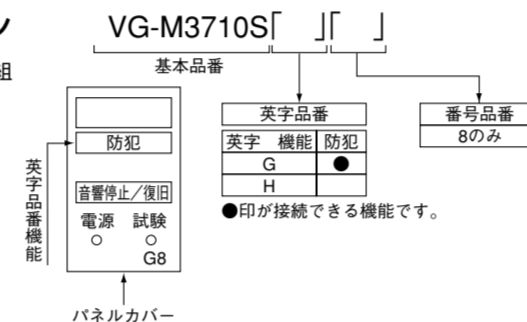 ン
VG-M3710S「　」「　」
組
基本品番
英字品番
番号品番
英字　機能　防犯
8のみ
G　●
H
●印が接続できる機能です。
防犯
音響停止／復旧
電源　試験
G8
英字品番機能
パネルカバー